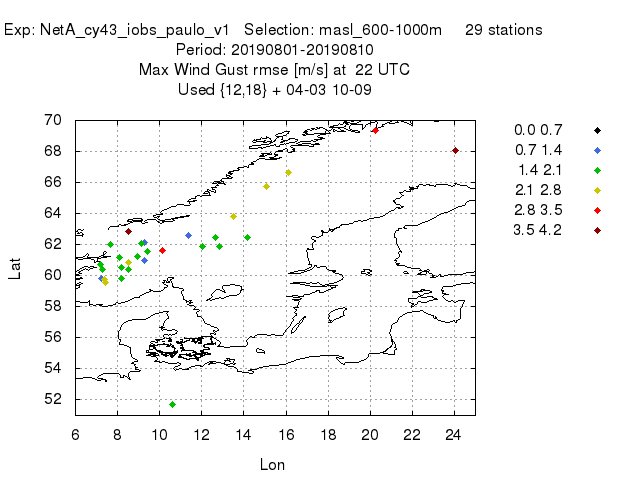 Exp: NetA_cy43_iobs_paulo_v1 Selection: masl_600-1000m 29 stations
Period: 20190801-20190810
Max Wind Gust rmse [m/s] at 22 UTC
Used {12,18} + 04-03 10-09
70
68
66
64
62
60
58
56
54
52
Lat
6 8 10 12 14 16 18 20 22 24
Lon
0.0 0.7
0.7 1.4
1.4 2.1
2.1 2.8
2.8 3.5
3.5 4.2